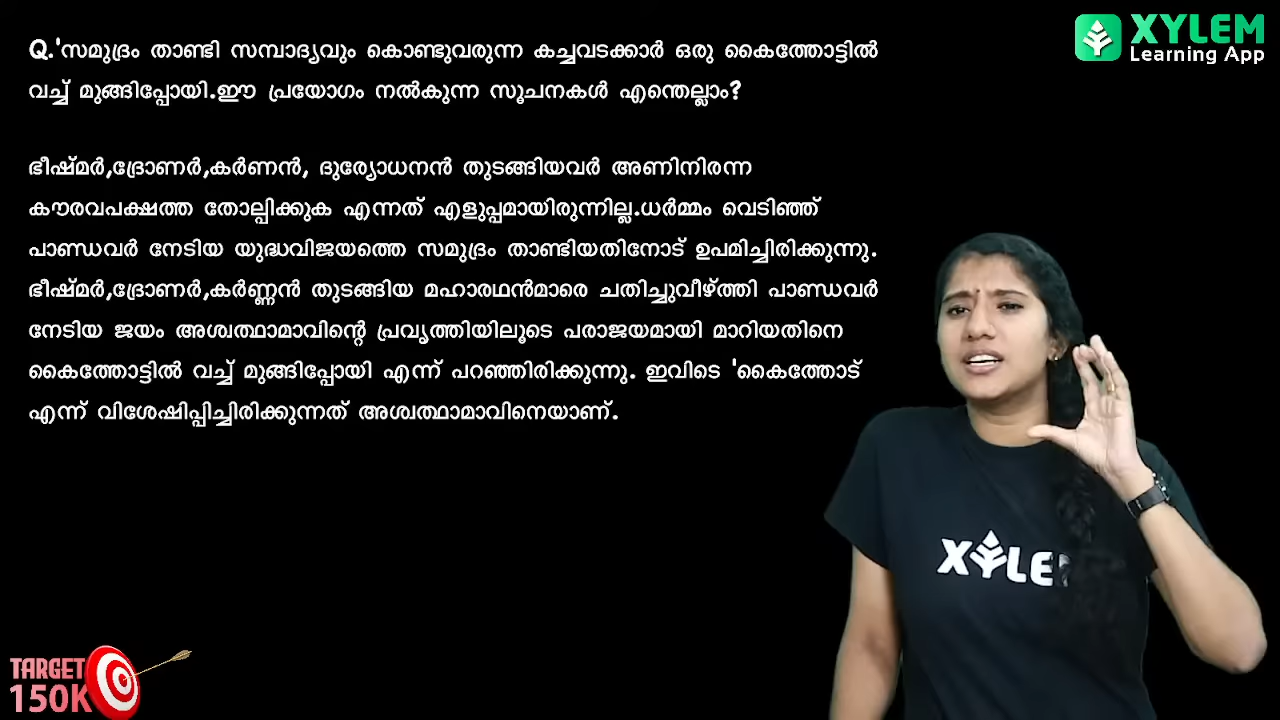 Q.'സമുദ്രം താണ്ടി സമ്പാദ്യവും കൊണ്ടുവരുന്ന കച്ചവടക്കാർ ഒരു കൈത്തോട്ടിൽ
വച്ച് മുങ്ങിപ്പോയി.ഈ പ്രയോഗം നൽകുന്ന സൂചനകൾ എന്തെല്ലാം?
ഭീഷ്മർ,ദ്രോണർ,കർണൻ, ദുര്യോധനൻ തുടങ്ങിയവർ അണിനിരന്ന
കൗരവപക്ഷത്ത തോല്പിക്കുക എന്നത് എളുപ്പമായിരുന്നില്ല.ധർമ്മം വെടിഞ്ഞ്
പാണ്ഡവർ നേടിയ യുദ്ധവിജയത്തെ സമുദ്രം താണ്ടിയതിനോട് ഉപമിച്ചിരിക്കുന്നു.
ഭീഷ്മർ,ദ്രോണർ,കർണ്ണൻ തുടങ്ങിയ മഹാരഥൻമാരെ ചതിച്ചുവീഴ്ത്തി പാണ്ഡവർ
നേടിയ ജയം അശ്വത്ഥാമാവിന്റെ പ്രവൃത്തിയിലൂടെ പരാജയമായി മാറിയതിനെ
കൈത്തോട്ടിൽ വച്ച് മുങ്ങിപ്പോയി എന്ന് പറഞ്ഞിരിക്കുന്നു. ഇവിടെ 'കൈത്തോട്
എന്ന് വിശേഷിപ്പിച്ചിരിക്കുന്നത് അശ്വത്ഥാമാവിനെയാണ്.
XYLEM
Learning App
XYLE
TARGET
150K